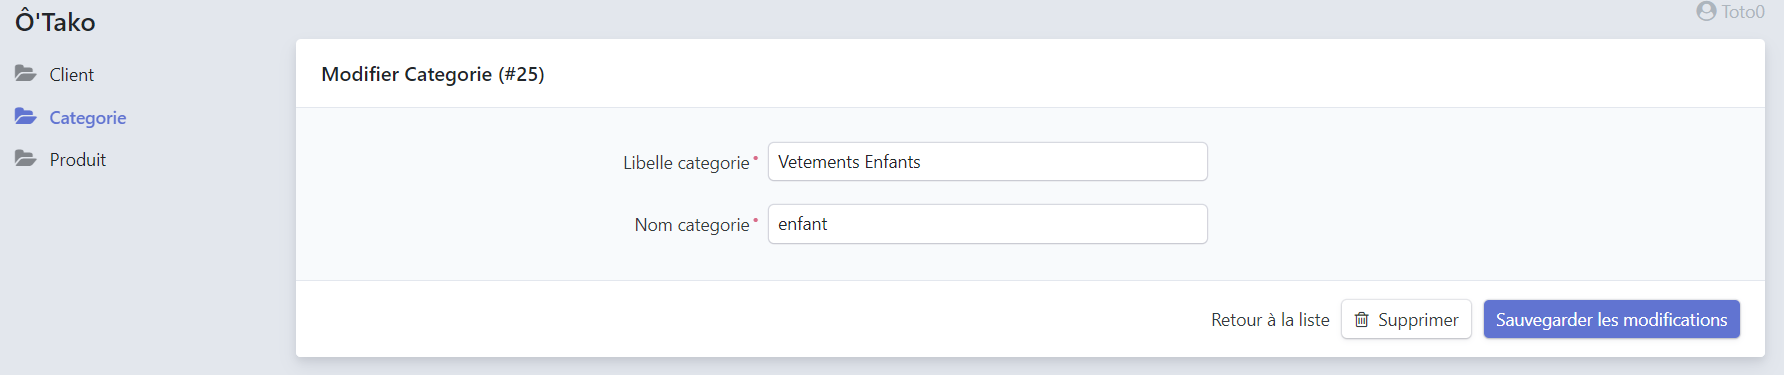 Ô'Tako
Toto0
Client
Categorie
Produit
Modifier Categorie (#25)
Libelle categorie* Vetements Enfants
Nom categorie* enfant
Retour à la liste Supprimer Sauvegarder les modifications